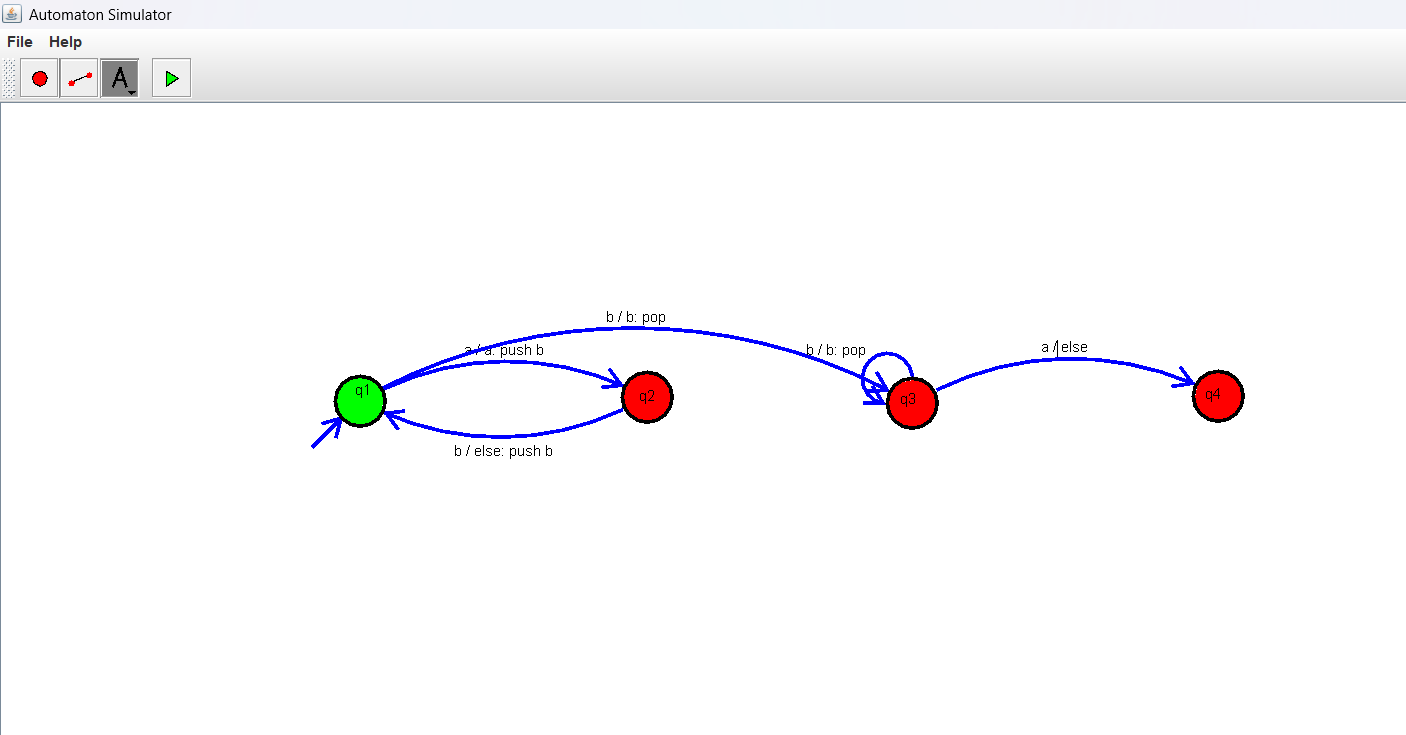 Automaton Simulator
File Help
A
b / b: pop
a / a: push b
b / b: pop
a / else
q1
q2
q3
q4
b / else: push b